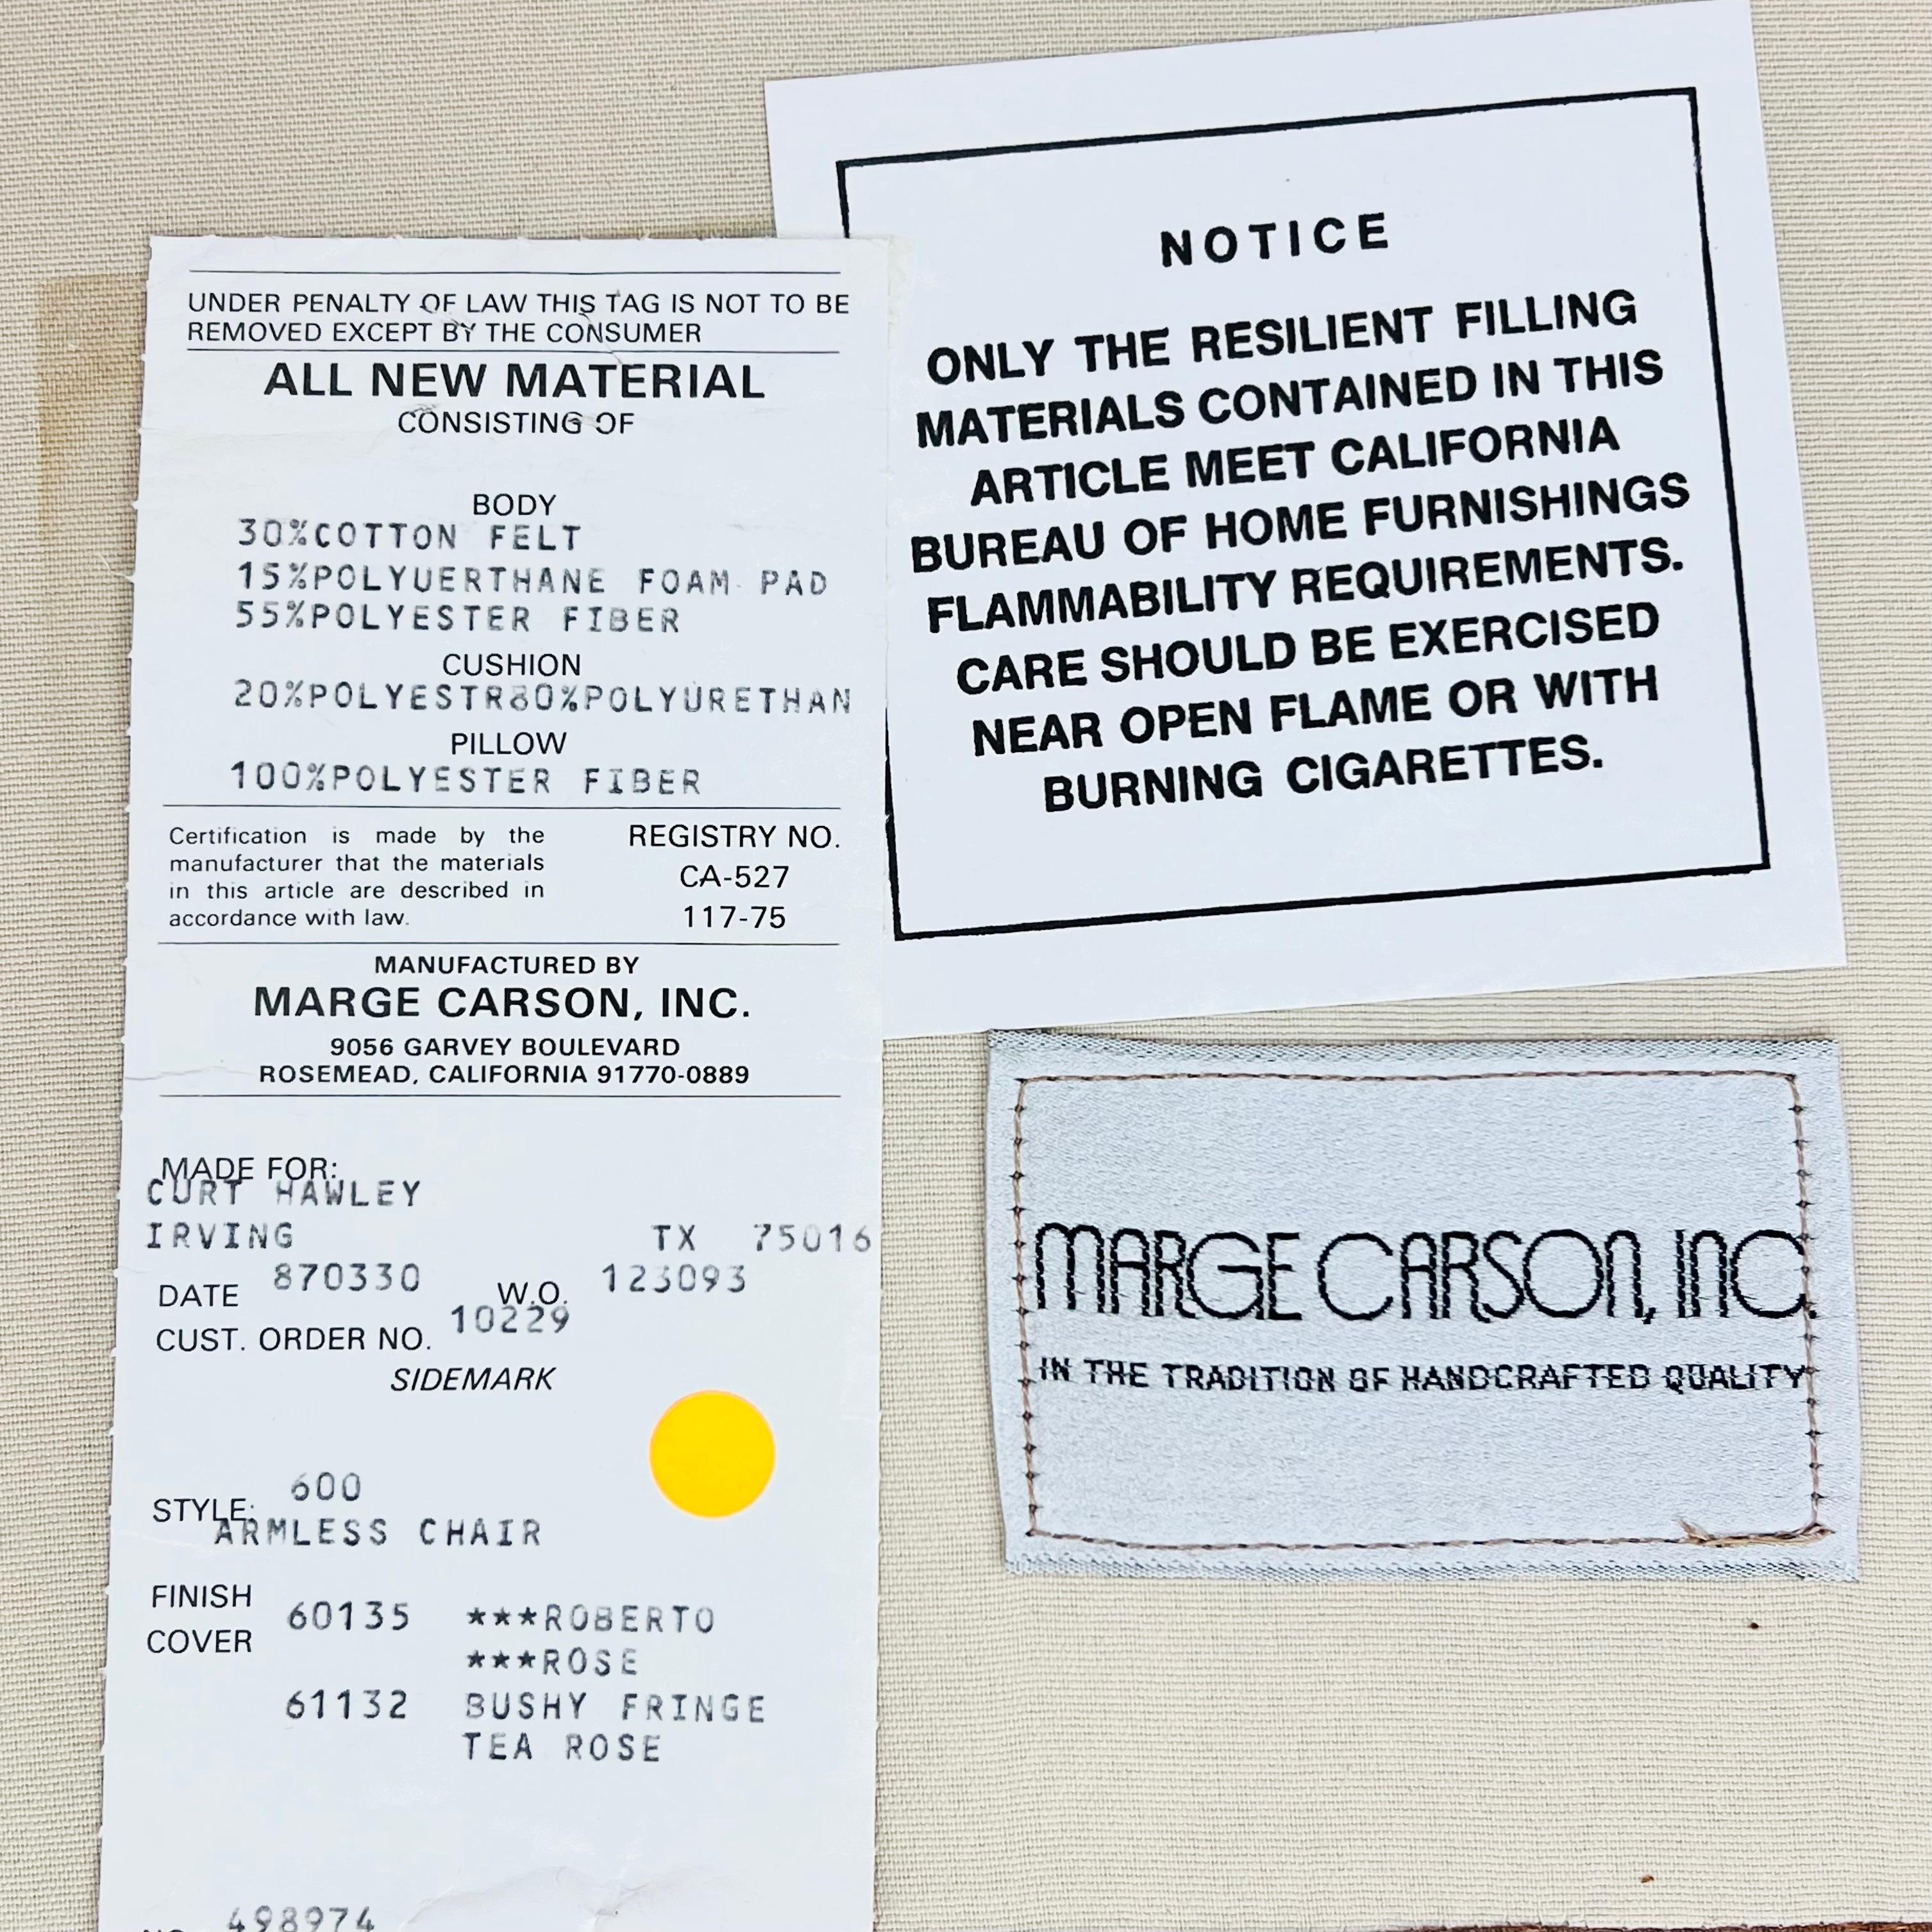 UNDER PENALTY OF LAW THIS TAG IS NOT TO BE
REMOVED EXCEPT BY THE CONSUMER
ALL NEW MATERIAL
CONSISTING OF
BODY
30%COTTON FELT
15%POLYUERTHANE FOAM PAD
55%POLYESTER FIBER
CUSHION
20%POLYESTR80%POLYURETHAN
PILLOW
100%POLYESTER FIBER
Certification is made by the
manufacturer that the materials
in this article are described in
accordance with law.
REGISTRY NO.
CA-527
117-75
MANUFACTURED BY
MARGE CARSON, INC.
9056 GARVEY BOULEVARD
ROSEMEAD, CALIFORNIA 91770-0889
MADE FOR:
CURT HAWLEY
IRVING TX 75016
DATE 870330 W.O. 123093
CUST. ORDER NO. 10229
SIDEMARK
STYLE: 600
ARMLESS CHAIR
FINISH
COVER
60135 ***ROBERTO
***ROSE
61132 BUSHY FRINGE
TEA ROSE
498974
NOTICE
ONLY THE RESILIENT FILLING
MATERIALS CONTAINED IN THIS
ARTICLE MEET CALIFORNIA
BUREAU OF HOME FURNISHINGS
FLAMMABILITY REQUIREMENTS.
CARE SHOULD BE EXERCISED
NEAR OPEN FLAME OR WITH
BURNING CIGARETTES.
MARGE CARSON, INC.
IN THE TRADITION OF HANDCRAFTED QUALITY